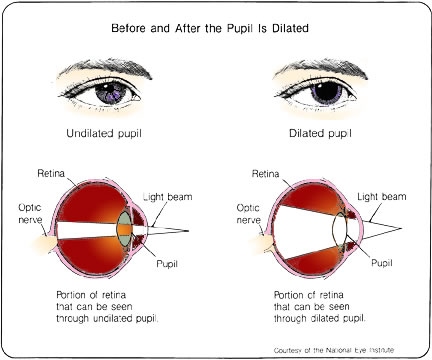 Before and After the Pupil Is Dilated
Undilated pupil
Dilated pupil
Retina
Light beam
Optic
nerve
Pupil
Portion of retina
that can be seen
through undilated pupil.
Retina
Light beam
Optic
nerve
Pupil
Portion of retina
that can be seen
through dilated pupil.
Courtesy of the National Eye Institute